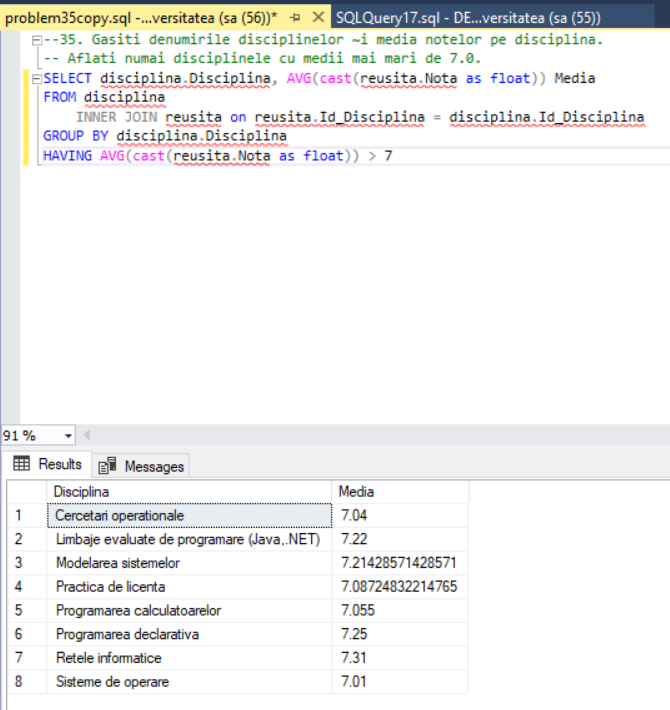 problem35copy.sql -...versitatea (sa (56))* SQLQuery17.sql - DE...versitatea (sa (55))
--35. Gasiti denumirile disciplinelor ~i media notelor pe disciplina.
-- Aflati numai disciplinele cu medii mai mari de 7.0.
SELECT disciplina.Disciplina, AVG(cast(reusita.Nota as float)) Media
FROM disciplina
INNER JOIN reusita on reusita.Id_Disciplina = disciplina.Id_Disciplina
GROUP BY disciplina.Disciplina
HAVING AVG(cast(reusita.Nota as float)) > 7
91 %
Results Messages
Disciplina Media
1 Cercetari operationale 7.04
2 Limbaje evaluate de programare (Java,.NET) 7.22
3 Modelarea sistemelor 7.21428571428571
4 Practica de licenta 7.08724832214765
5 Programarea calculatoarelor 7.055
6 Programarea declarativa 7.25
7 Retele informatice 7.31
8 Sisteme de operare 7.01